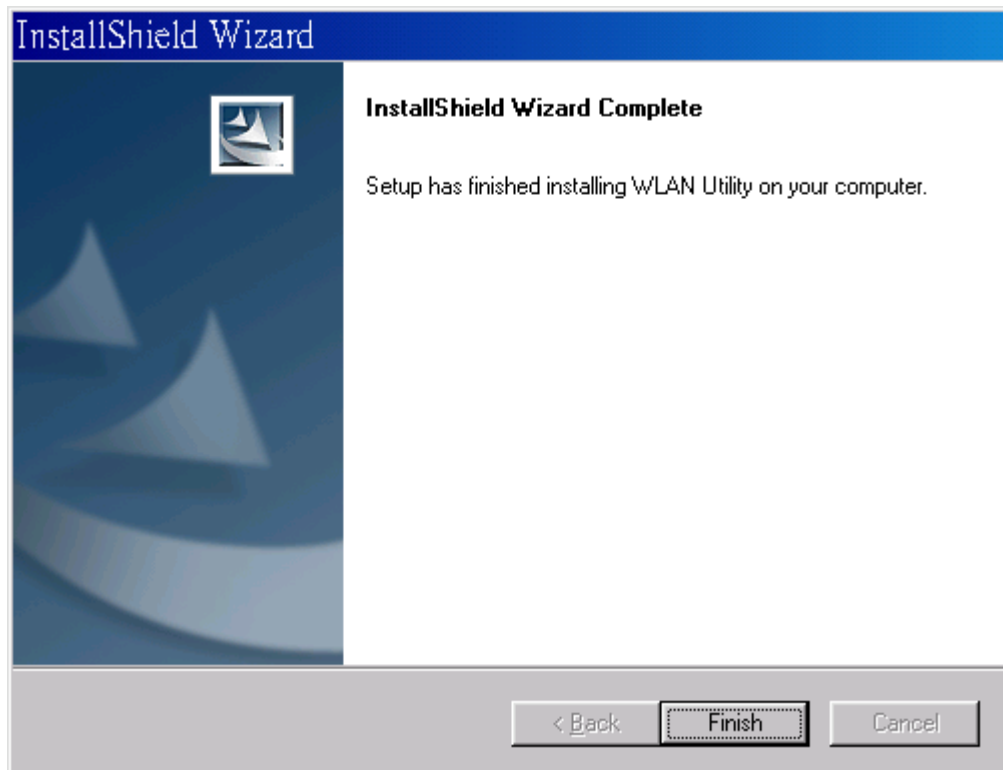 InstallShield Wizard
InstallShield Wizard Complete
Setup has finished installing WLAN Utility on your computer.
< Back Finish Cancel